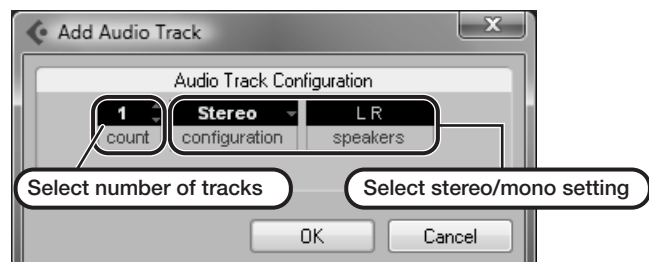 Add Audio Track
X
Audio Track Configuration
1 Stereo L R
count configuration speakers
Select number of tracks Select stereo/mono setting
OK Cancel